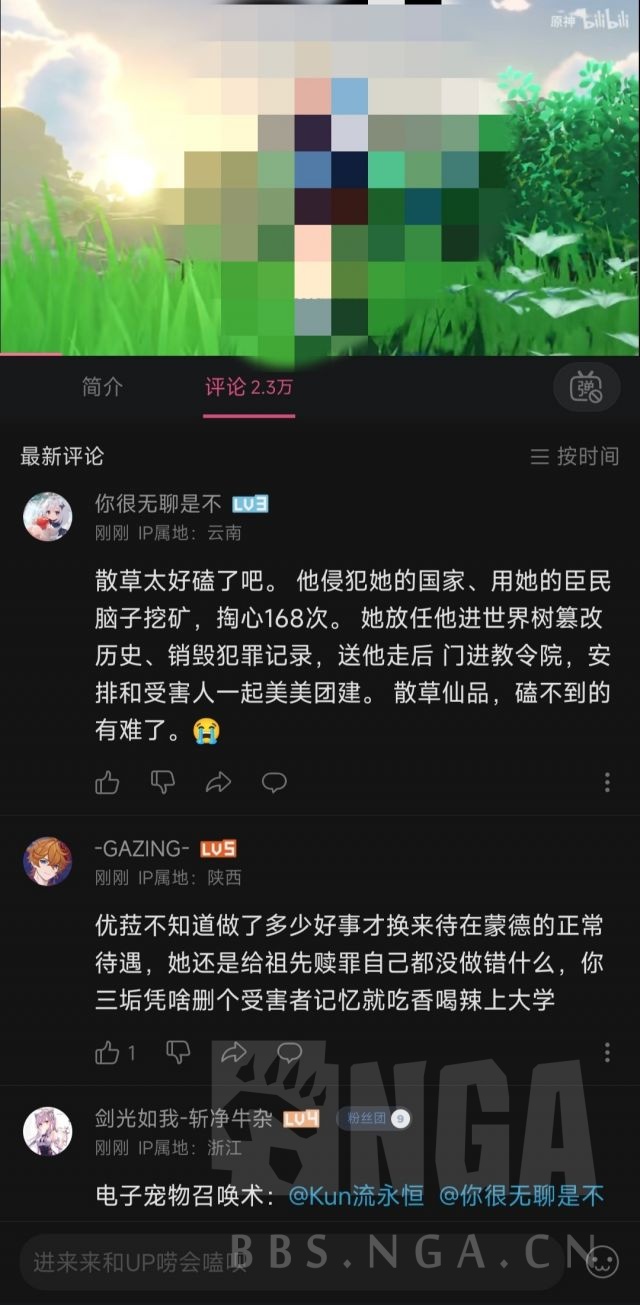 原神 bilibili
简介
评论 2.3万
弹
最新评论
按时间
你很无聊是不 LV3
刚刚 IP属地：云南
散草太好磕了吧。 他侵犯她的国家、用她的臣民
脑子挖矿，掏心168次。 她放任他进世界树篡改
历史、销毁犯罪记录，送他走后 门进教令院，安
排和受害人一起美美团建。 散草仙品，磕不到的
有难了。😭
-GAZING- LV5
刚刚 IP属地：陕西
优菈不知道做了多少好事才换来待在蒙德的正常
待遇，她还是给祖先赎罪自己都没做错什么，你
三垢凭啥删个受害者记忆就吃香喝辣上大学
1
剑光如我-斩净牛杂 LV4 粉丝团 9
刚刚 IP属地：浙江
电子宠物召唤术：@Kun流永恒 @你很无聊是不
进来来和UP唠会嗑呗
NGA
BBS.NGA.CN